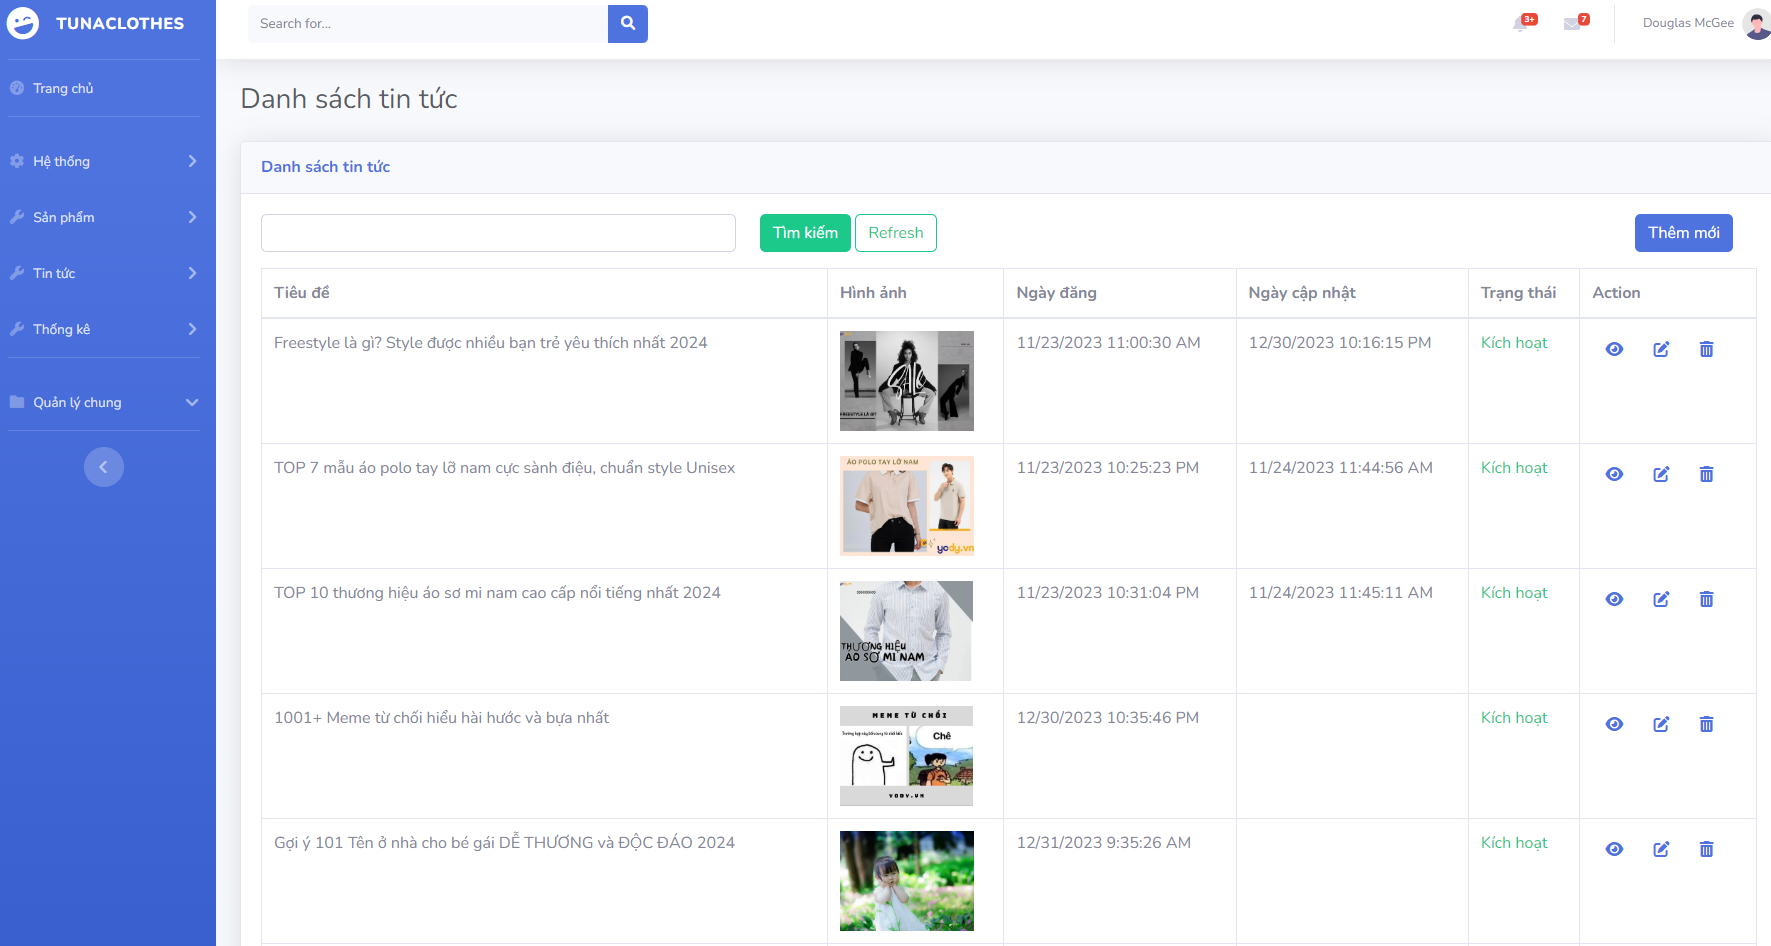 TUNACLOTHES
Search for...
3+
7
Douglas McGee
Trang chủ
Hệ thống
Sản phẩm
Tin tức
Thống kê
Quản lý chung
Danh sách tin tức
Danh sách tin tức
Tìm kiếm
Refresh
Thêm mới
Tiêu đề Hình ảnh Ngày đăng Ngày cập nhật Trạng thái Action
Freestyle là gì? Style được nhiều bạn trẻ yêu thích nhất 2024
FREESTYLE LÀ GÌ?
11/23/2023 11:00:30 AM
12/30/2023 10:16:15 PM
Kích hoạt
TOP 7 mẫu áo polo tay lỡ nam cực sành điệu, chuẩn style Unisex
ÁO POLO TAY LỠ NAM
yody.vn
11/23/2023 10:25:23 PM
11/24/2023 11:44:56 AM
Kích hoạt
TOP 10 thương hiệu áo sơ mi nam cao cấp nổi tiếng nhất 2024
THƯƠNG HIỆU
ÁO SƠ MI NAM
11/23/2023 10:31:04 PM
11/24/2023 11:45:11 AM
Kích hoạt
1001+ Meme từ chối hiểu hài hước và bựa nhất
MEME TỪ CHỐI
Chê
YODY.VN
12/30/2023 10:35:46 PM
Kích hoạt
Gợi ý 101 Tên ở nhà cho bé gái DỄ THƯƠNG và ĐỘC ĐÁO 2024
12/31/2023 9:35:26 AM
Kích hoạt